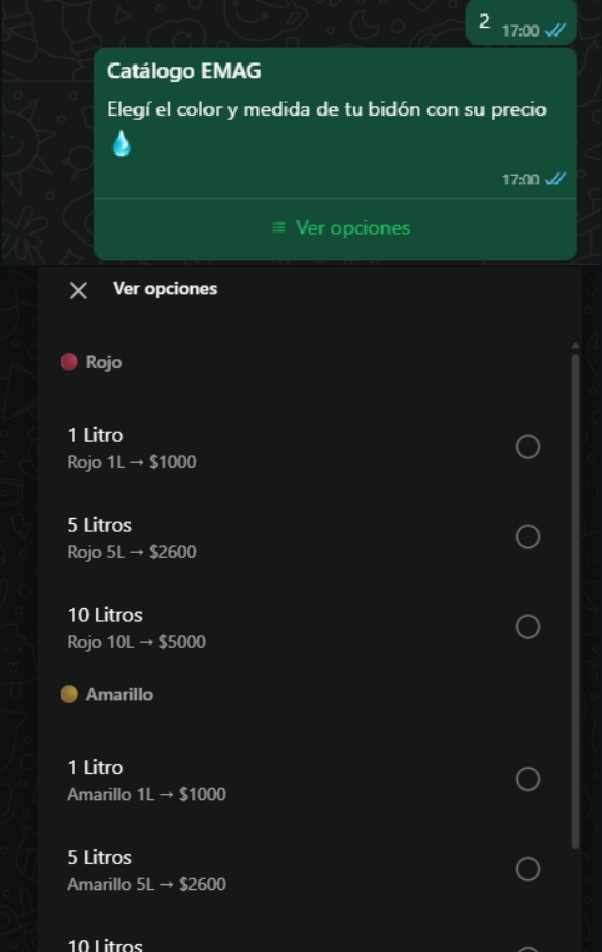 2 17:00
Catálogo EMAG
Elegí el color y medida de tu bidón con su precio
17:00
Ver opciones
Ver opciones
Rojo
1 Litro
Rojo 1L → $1000
5 Litros
Rojo 5L → $2600
10 Litros
Rojo 10L → $5000
Amarillo
1 Litro
Amarillo 1L → $1000
5 Litros
Amarillo 5L → $2600
10 Litros